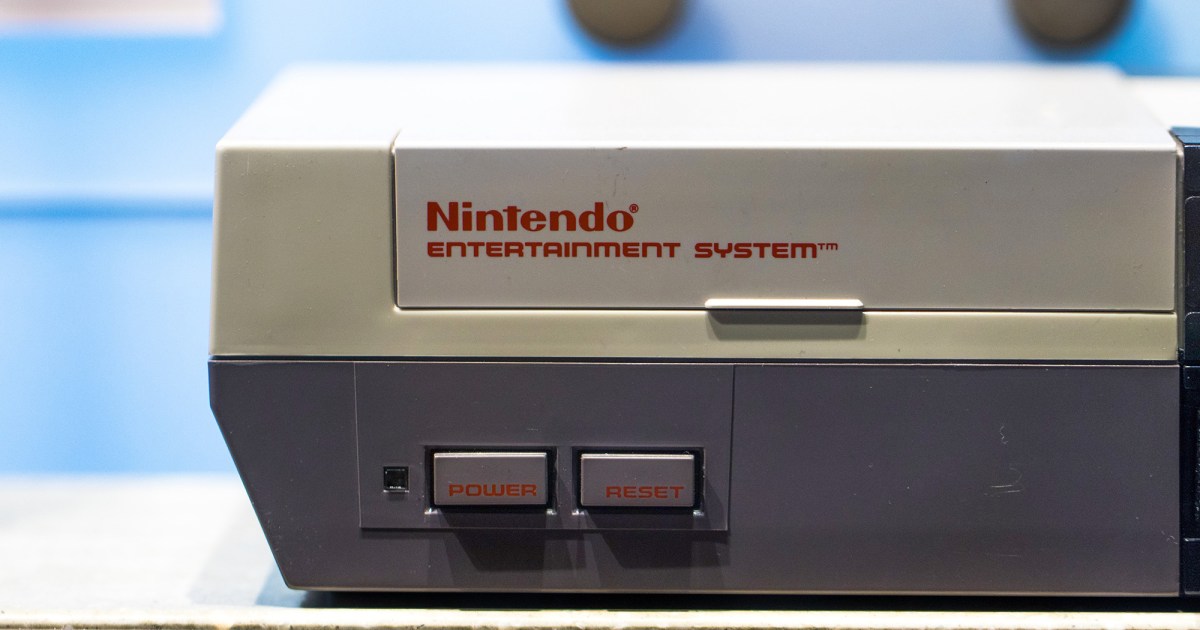 Nintendo®
ENTERTAINMENT SYSTEM™
POWER RESET